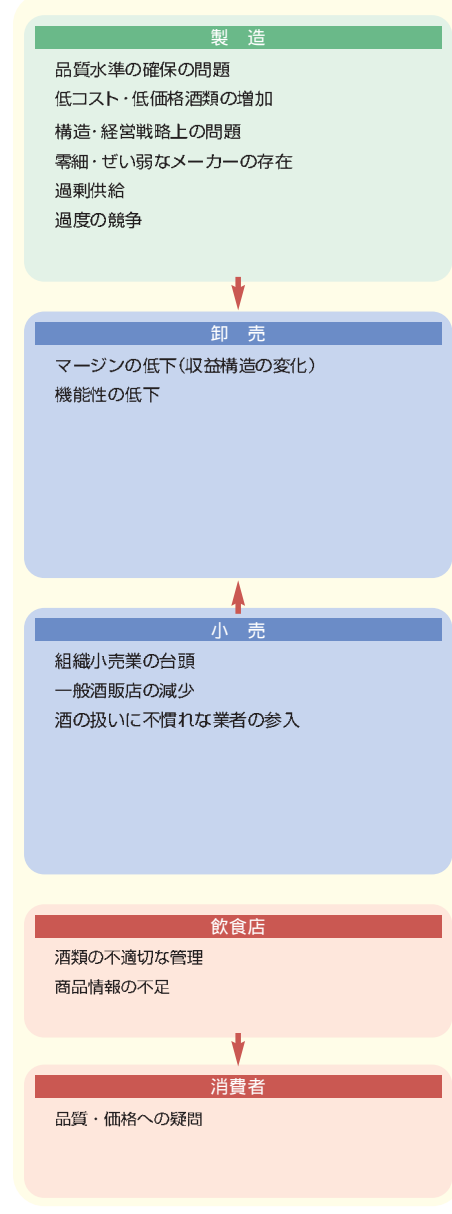 製　造
品質水準の確保の問題
低コスト・低価格酒類の増加
構造・経営戦略上の問題
零細・ぜい弱なメーカーの存在
過剰供給
過度の競争
卸　売
マージンの低下（収益構造の変化）
機能性の低下
小　売
組織小売業の台頭
一般酒販店の減少
酒の扱いに不慣れな業者の参入
飲食店
酒類の不適切な管理
商品情報の不足
消費者
品質・価格への疑問